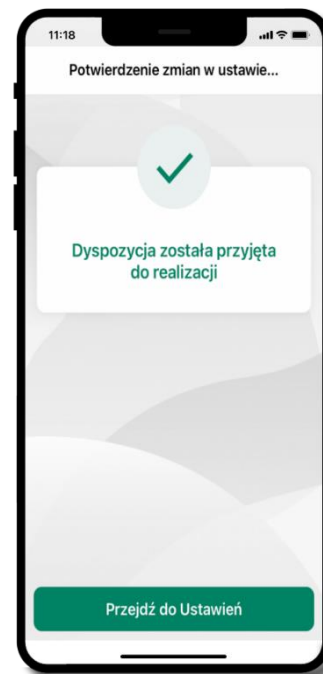 11:18
Potwierdzenie zmian w ustawie...
Dyspozycja została przyjęta
do realizacji
Przejdź do Ustawień